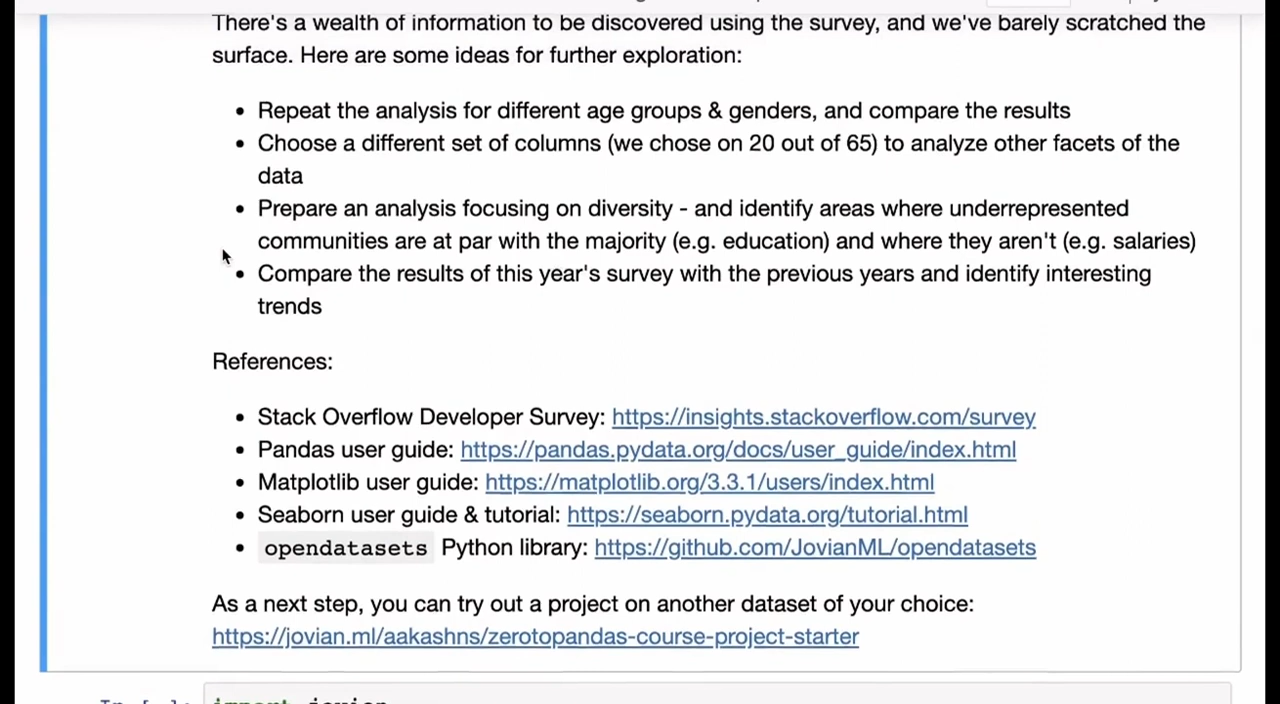 There's a wealth of information to be discovered using the survey, and we've barely scratched the
surface. Here are some ideas for further exploration:
• Repeat the analysis for different age groups & genders, and compare the results
• Choose a different set of columns (we chose on 20 out of 65) to analyze other facets of the
data
• Prepare an analysis focusing on diversity - and identify areas where underrepresented
communities are at par with the majority (e.g. education) and where they aren't (e.g. salaries)
• Compare the results of this year's survey with the previous years and identify interesting
trends
References:
• Stack Overflow Developer Survey: https://insights.stackoverflow.com/survey
• Pandas user guide: https://pandas.pydata.org/docs/user_guide/index.html
• Matplotlib user guide: https://matplotlib.org/3.3.1/users/index.html
• Seaborn user guide & tutorial: https://seaborn.pydata.org/tutorial.html
• opendatasets Python library: https://github.com/JovianML/opendatasets
As a next step, you can try out a project on another dataset of your choice:
https://jovian.ml/aakashns/zerotopandas-course-project-starter
import jovian